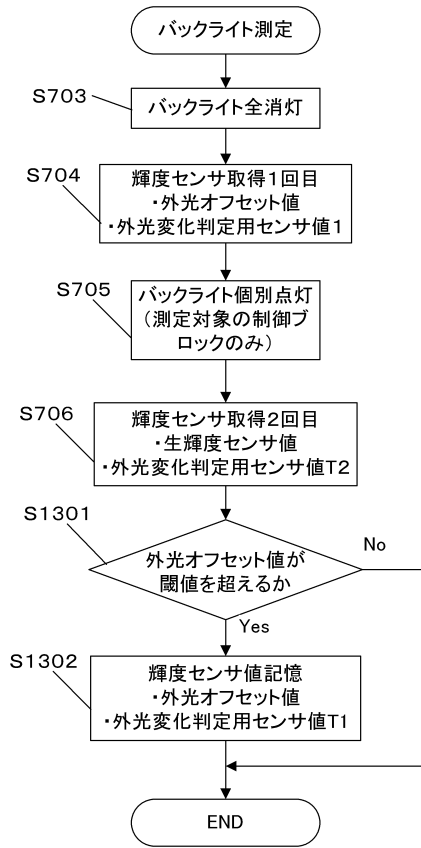 バックライト測定
S703
バックライト全消灯
S704
輝度センサ取得1回目
・外光オフセット値
・外光変化判定用センサ値1
S705
バックライト個別点灯
(測定対象の制御ブ
ロックのみ)
S706
輝度センサ取得2回目
・生輝度センサ値
・外光変化判定用センサ値T2
S1301
外光オフセット値が
閾値を超えるか
No
Yes
S1302
輝度センサ値記憶
・外光オフセット値
・外光変化判定用センサ値T1
END